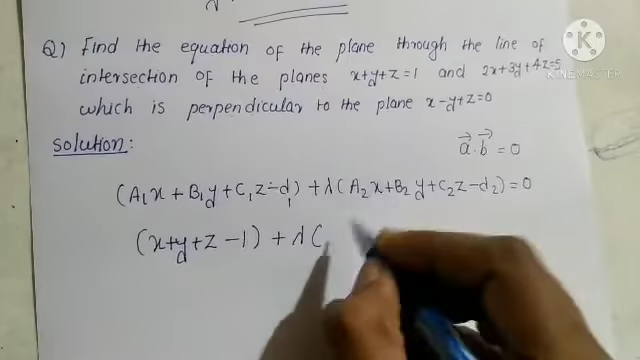 Q) Find the equation of the plane through the line of
intersection of the planes x+y+z=1 and 2x+3y+4z=5
which is perpendicular to the plane x-y+z=0
Solution:
a⃗.b⃗ =0
(A₁x+B₁y+C₁z-d₁)+λ(A₂x+B₂y+C₂z-d₂)=0
(x+y+z-1)+λ(
KINEMASTER